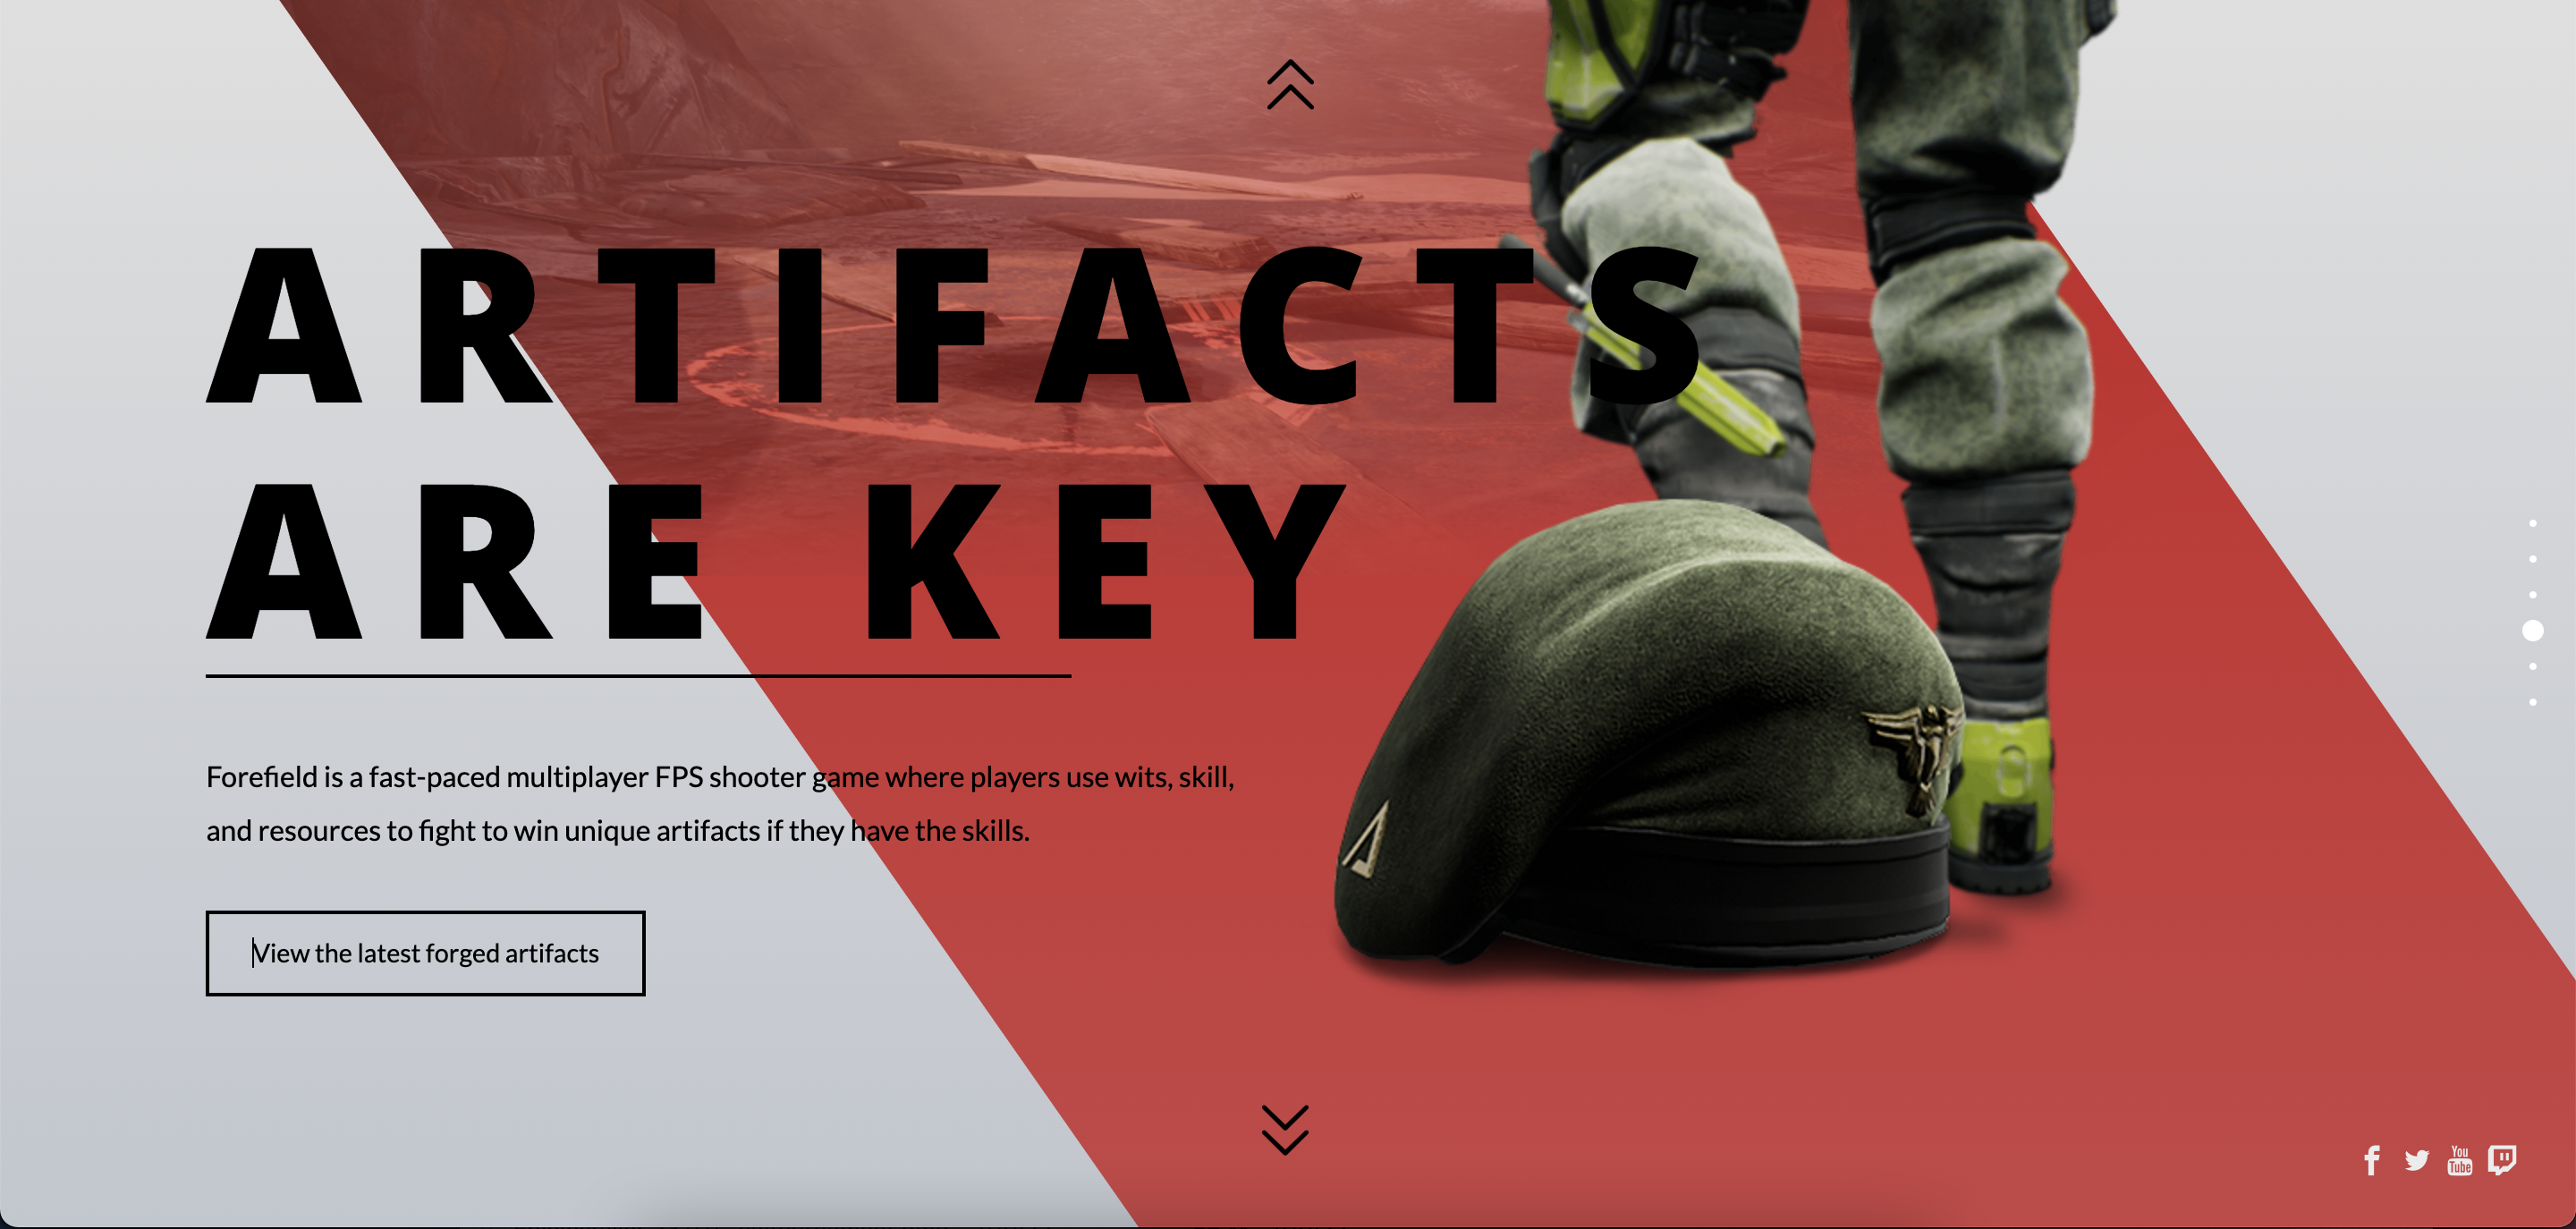 ARTIFACTS
ARE KEY
Forefield is a fast-paced multiplayer FPS shooter game where players use wits, skill,
and resources to fight to win unique artifacts if they have the skills.
View the latest forged artifacts
You
Tube